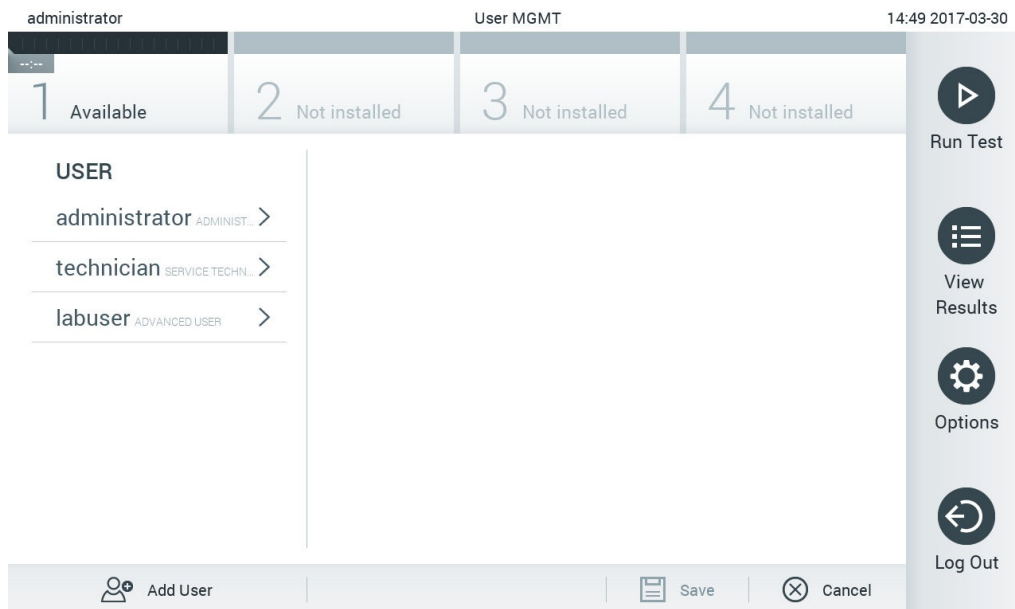 administrator User MGMT 14:49 2017-03-30
--:--
1 Available 2 Not installed 3 Not installed 4 Not installed
Run Test
USER
administrator ADMINIST...
technician SERVICE TECHN...
labuser ADVANCED USER
View
Results
Options
Log Out
Add User Save Cancel